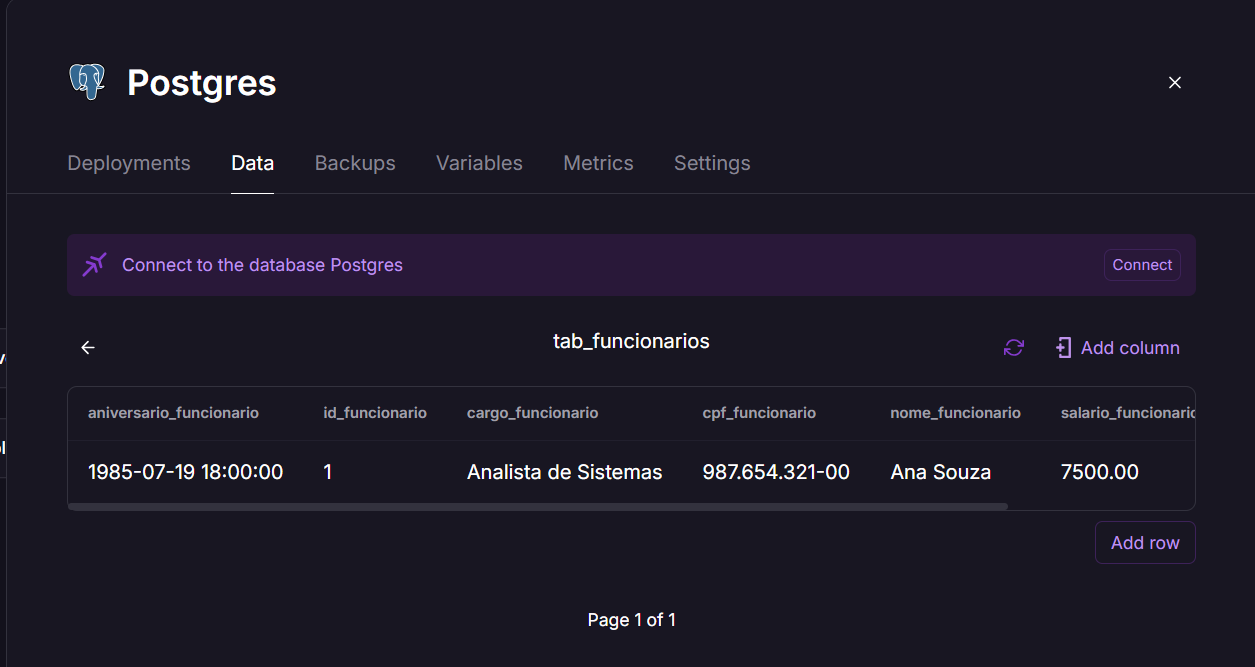 Postgres
Deployments Data Backups Variables Metrics Settings
Connect to the database Postgres Connect
tab_funcionarios Add column
aniversario_funcionario id_funcionario cargo_funcionario cpf_funcionario nome_funcionario salario_funcionario
1985-07-19 18:00:00 1 Analista de Sistemas 987.654.321-00 Ana Souza 7500.00
Add row
Page 1 of 1